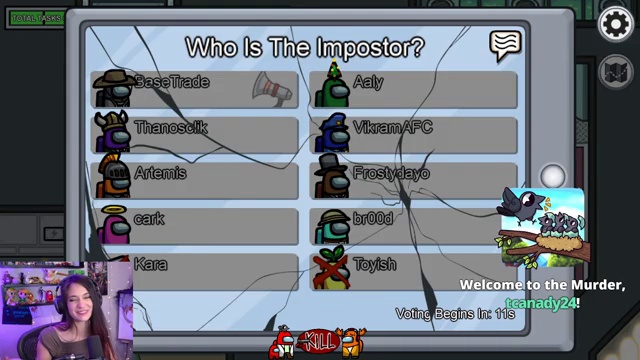 TOTAL TASKS
Who Is The Impostor?
BaseTrade
Aaly
Thanosclik
VikramAFC
Artemis
Frostydayo
cark
br00d
Kara
Toyish
Voting Begins In: 11s
Welcome to the Murder,
tcanady24!
KILL